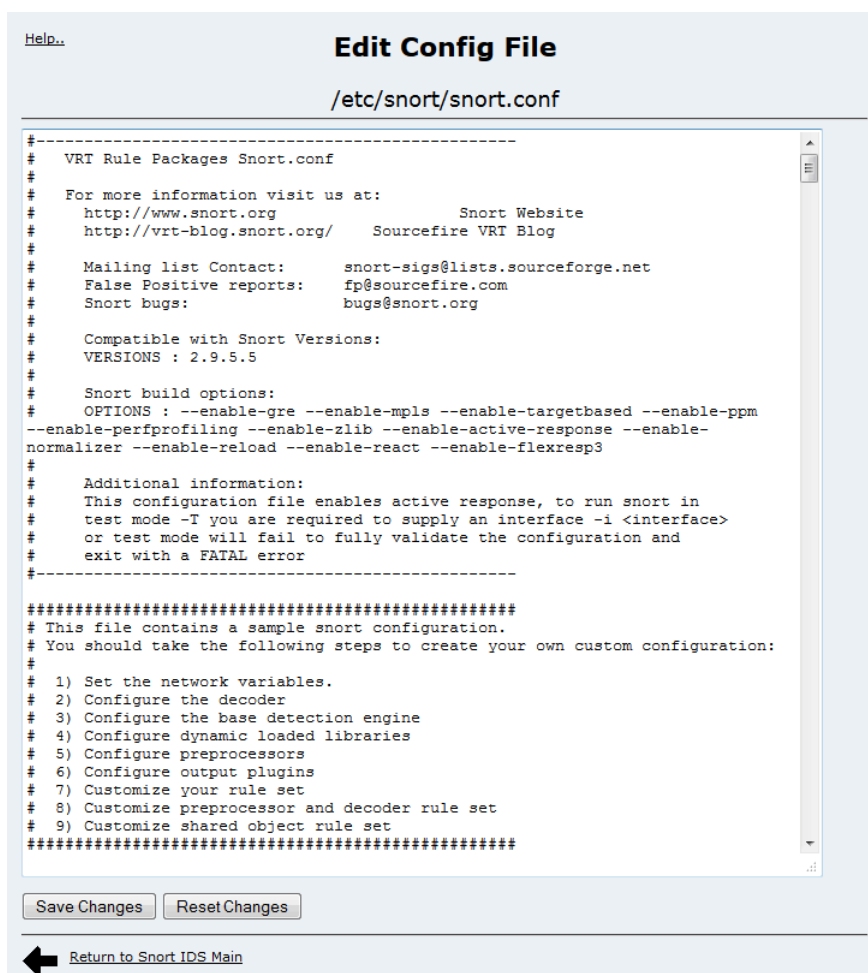 Help..
Edit Config File
/etc/snort/snort.conf
#--------------------------------------------------
#   VRT Rule Packages Snort.conf
#
#   For more information visit us at:
#     http://www.snort.org                   Snort Website
#     http://vrt-blog.snort.org/    Sourcefire VRT Blog
#
#     Mailing list Contact:      snort-sigs@lists.sourceforge.net
#     False Positive reports:    fp@sourcefire.com
#     Snort bugs:                bugs@snort.org
#
#     Compatible with Snort Versions:
#     VERSIONS : 2.9.5.5
#
#     Snort build options:
#     OPTIONS : --enable-gre --enable-mpls --enable-targetbased --enable-ppm
--enable-perfprofiling --enable-zlib --enable-active-response --enable-
normalizer --enable-reload --enable-react --enable-flexresp3
#
#     Additional information:
#     This configuration file enables active response, to run snort in
#     test mode -T you are required to supply an interface -i <interface>
#     or test mode will fail to fully validate the configuration and
#     exit with a FATAL error
#--------------------------------------------------
###################################################
# This file contains a sample snort configuration.
# You should take the following steps to create your own custom configuration:
#
#  1) Set the network variables.
#  2) Configure the decoder
#  3) Configure the base detection engine
#  4) Configure dynamic loaded libraries
#  5) Configure preprocessors
#  6) Configure output plugins
#  7) Customize your rule set
#  8) Customize preprocessor and decoder rule set
#  9) Customize shared object rule set
###################################################
Save Changes
Reset Changes
Return to Snort IDS Main